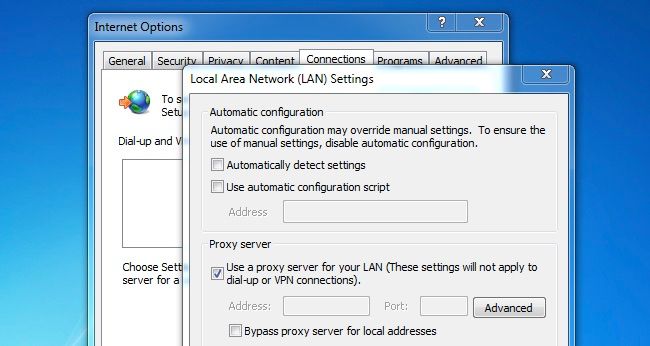 Internet Options
General Security Privacy Content Connections Programs Advanced
Local Area Network (LAN) Settings
To s
Setu
Automatic configuration
Automatic configuration may override manual settings. To ensure the
use of manual settings, disable automatic configuration.
Dial-up and V
Automatically detect settings
Use automatic configuration script
Address
Proxy server
Choose Sett
server for a
Use a proxy server for your LAN (These settings will not apply to
dial-up or VPN connections).
Address: Port: Advanced
Bypass proxy server for local addresses